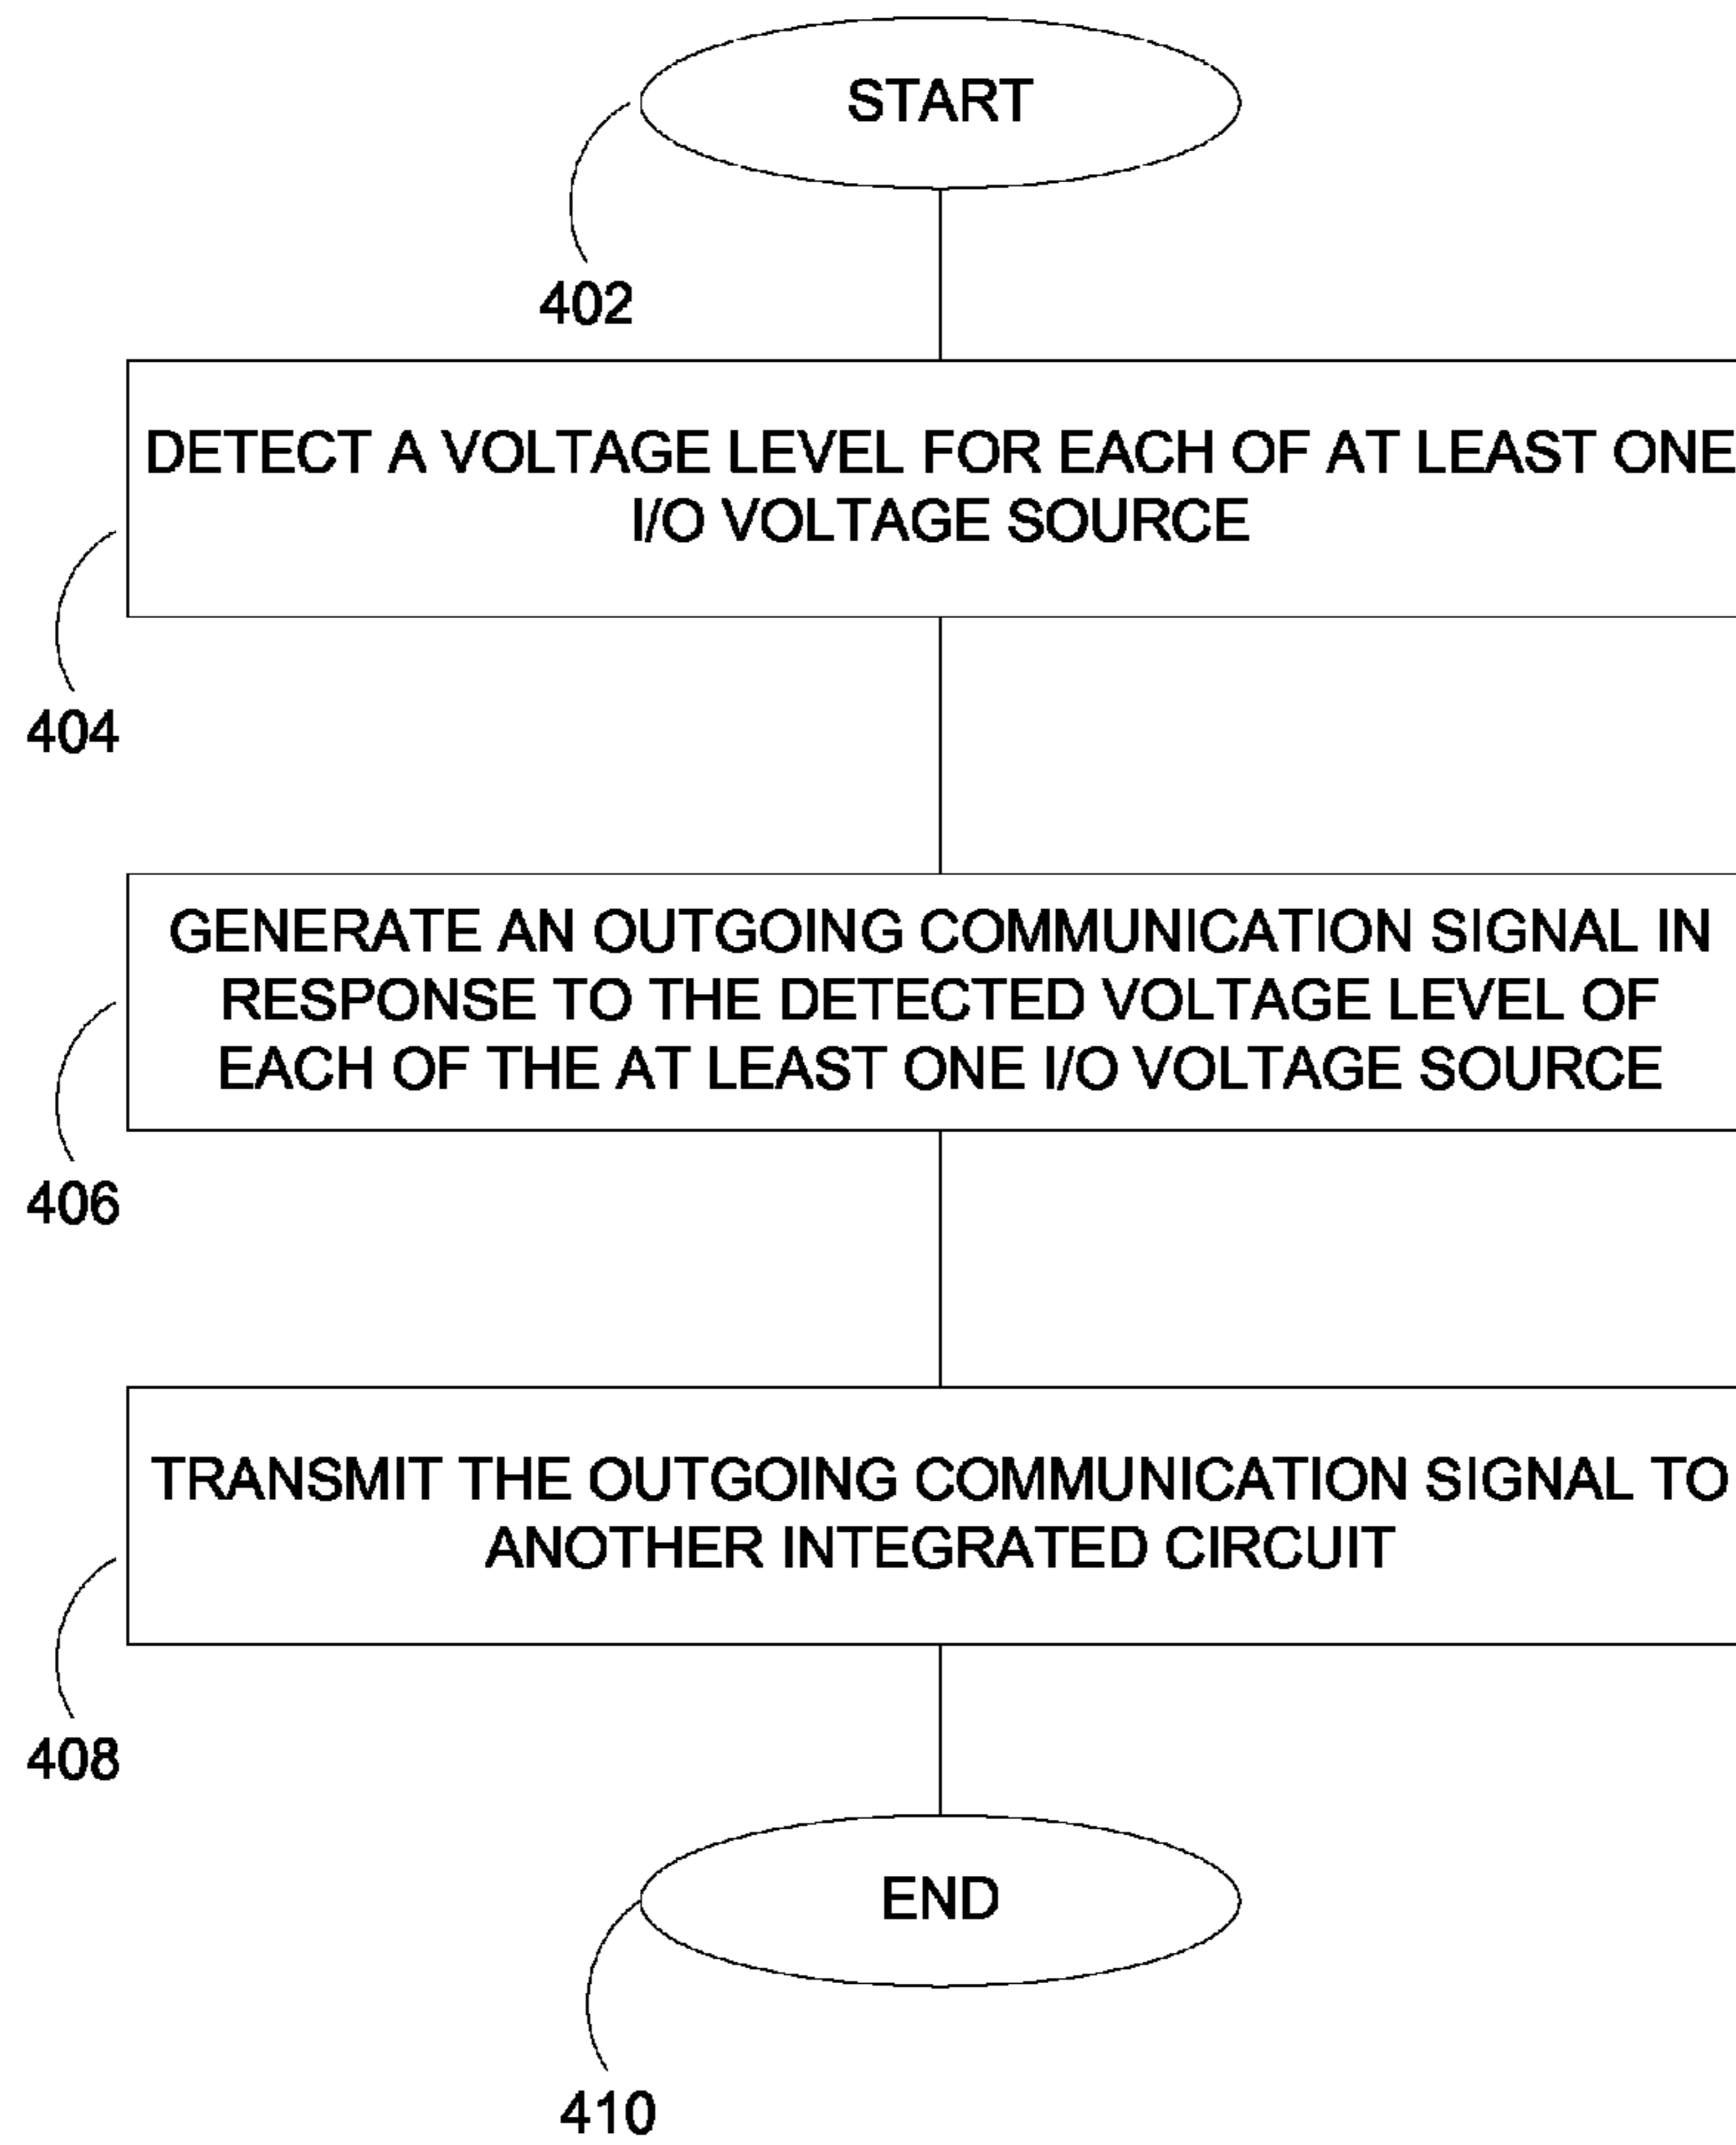 START
402
DETECT A VOLTAGE LEVEL FOR EACH OF AT LEAST ONE
I/O VOLTAGE SOURCE
404
GENERATE AN OUTGOING COMMUNICATION SIGNAL IN
RESPONSE TO THE DETECTED VOLTAGE LEVEL OF
EACH OF THE AT LEAST ONE I/O VOLTAGE SOURCE
406
TRANSMIT THE OUTGOING COMMUNICATION SIGNAL TO
ANOTHER INTEGRATED CIRCUIT
408
END
410